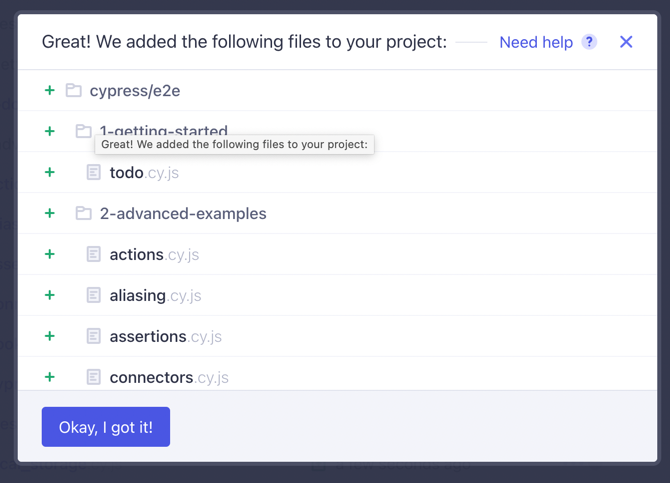 Great! We added the following files to your project:
Need help ?
cypress/e2e
1-getting-started
Great! We added the following files to your project:
todo.cy.js
2-advanced-examples
actions.cy.js
aliasing.cy.js
assertions.cy.js
connectors.cy.js
Okay, I got it!